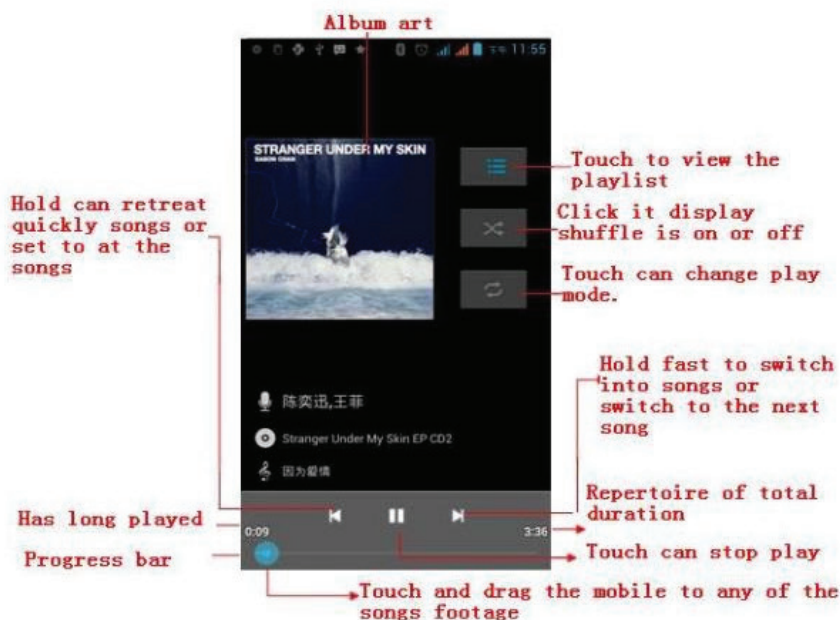 Album art
下午 11:55
STRANGER UNDER MY SKIN
EASON CHAN
Touch to view the
playlist
Hold can retreat
quickly songs or
set to at the
songs
Click it display
shuffle is on or off
Touch can change play
mode.
Hold fast to switch
into songs or
switch to the next
song
陈奕迅,王菲
Stranger Under My Skin EP CD2
因为爱情
Repertoire of total
duration
Has long played
0:09
3:36
Touch can stop play
Progress bar
Touch and drag the mobile to any of the
songs footage